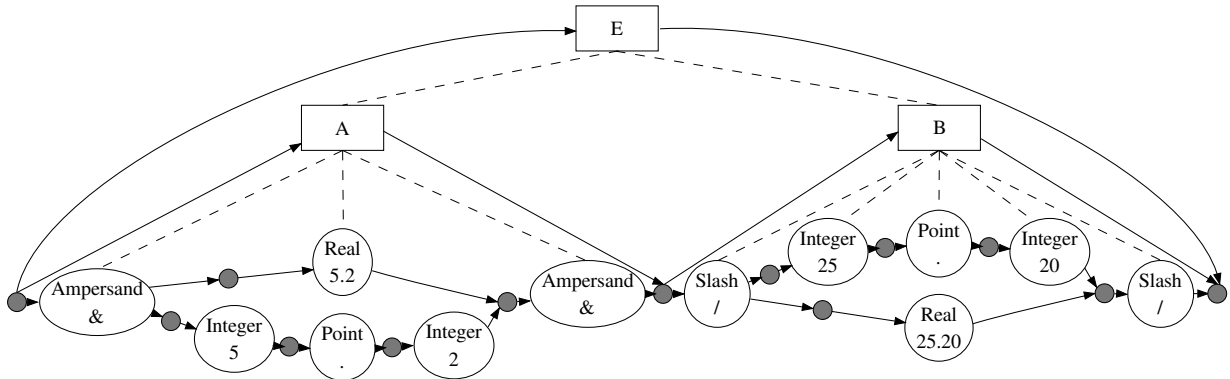 E
A
B
Ampersand
&
Real
5.2
Integer
5
Point
.
Integer
2
Ampersand
&
Slash
/
Integer
25
Point
.
Integer
20
Real
25.20
Slash
/